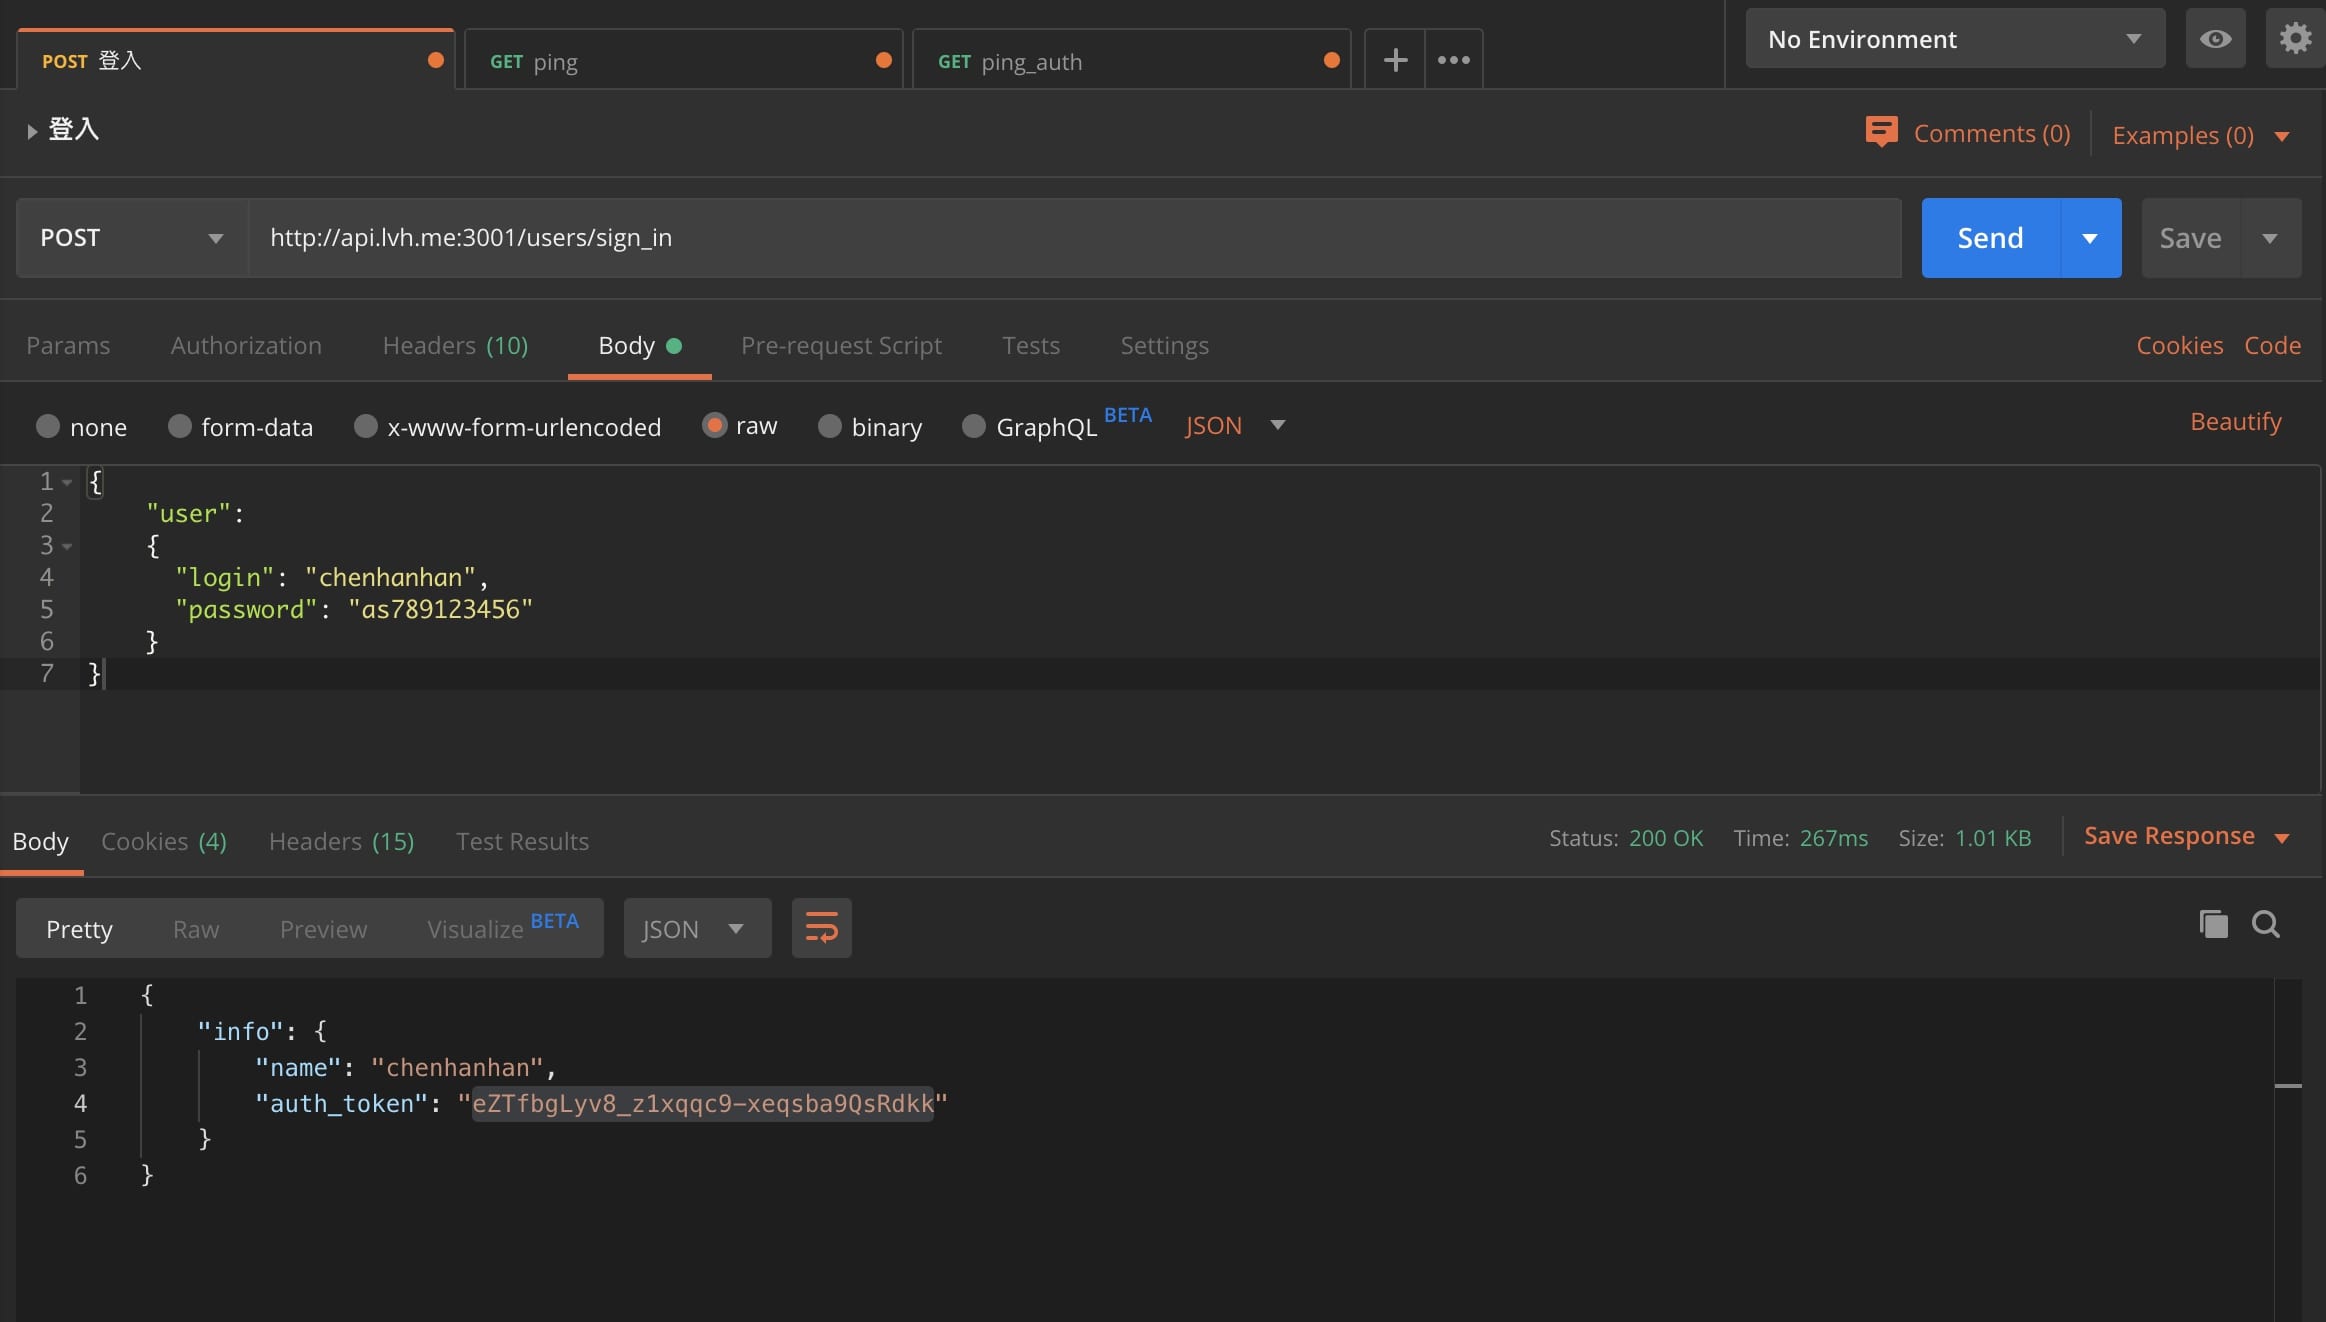 POST 登入
GET ping
GET ping_auth
No Environment
登入
Comments (0)
Examples (0)
POST
http://api.lvh.me:3001/users/sign_in
Send
Save
Params
Authorization
Headers (10)
Body
Pre-request Script
Tests
Settings
Cookies
Code
none
form-data
x-www-form-urlencoded
raw
binary
GraphQL BETA
JSON
Beautify
1 {
2 "user":
3 {
4 "login": "chenhanhan",
5 "password": "as789123456"
6 }
7 }
Body
Cookies (4)
Headers (15)
Test Results
Status: 200 OK
Time: 267ms
Size: 1.01 KB
Save Response
Pretty
Raw
Preview
Visualize BETA
JSON
1 {
2 "info": {
3 "name": "chenhanhan",
4 "auth_token": "eZTfbgLyv8_z1xqqc9-xeqsba9QsRdkk"
5 }
6 }